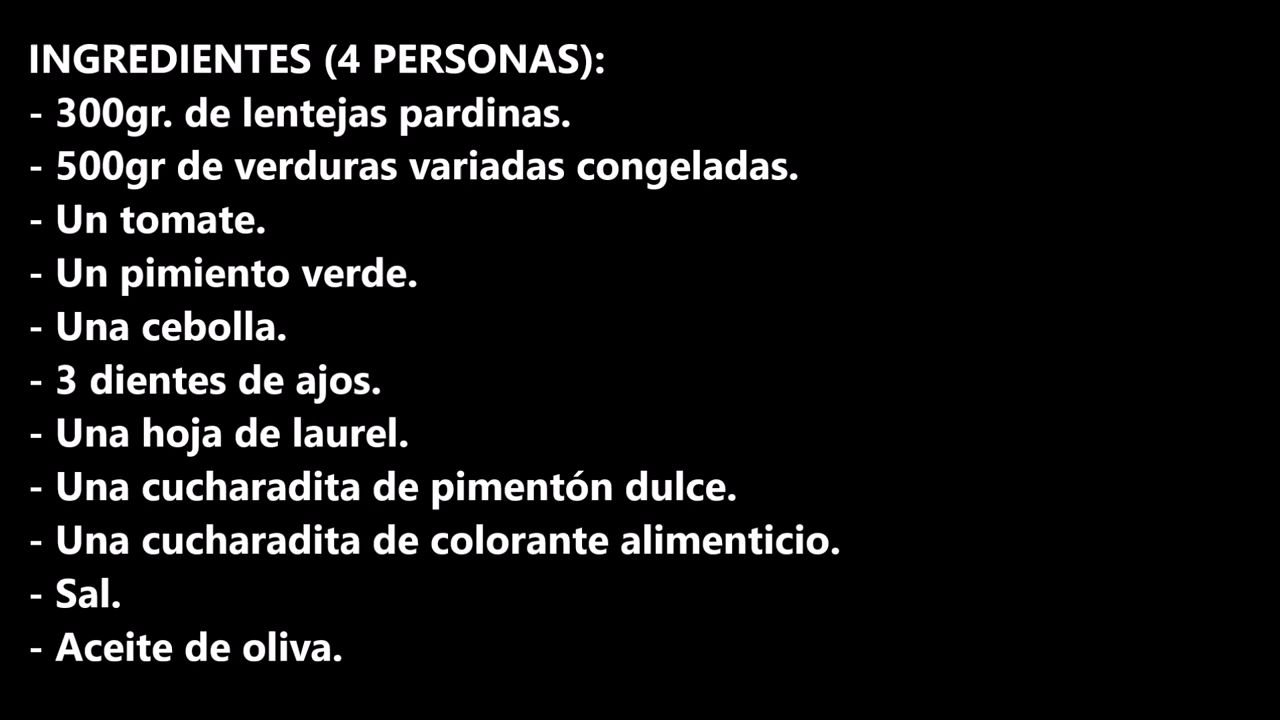 INGREDIENTES (4 PERSONAS):
- 300gr. de lentejas pardinas.
- 500gr de verduras variadas congeladas.
- Un tomate.
- Un pimiento verde.
- Una cebolla.
- 3 dientes de ajos.
- Una hoja de laurel.
- Una cucharadita de pimentón dulce.
- Una cucharadita de colorante alimenticio.
- Sal.
- Aceite de oliva.